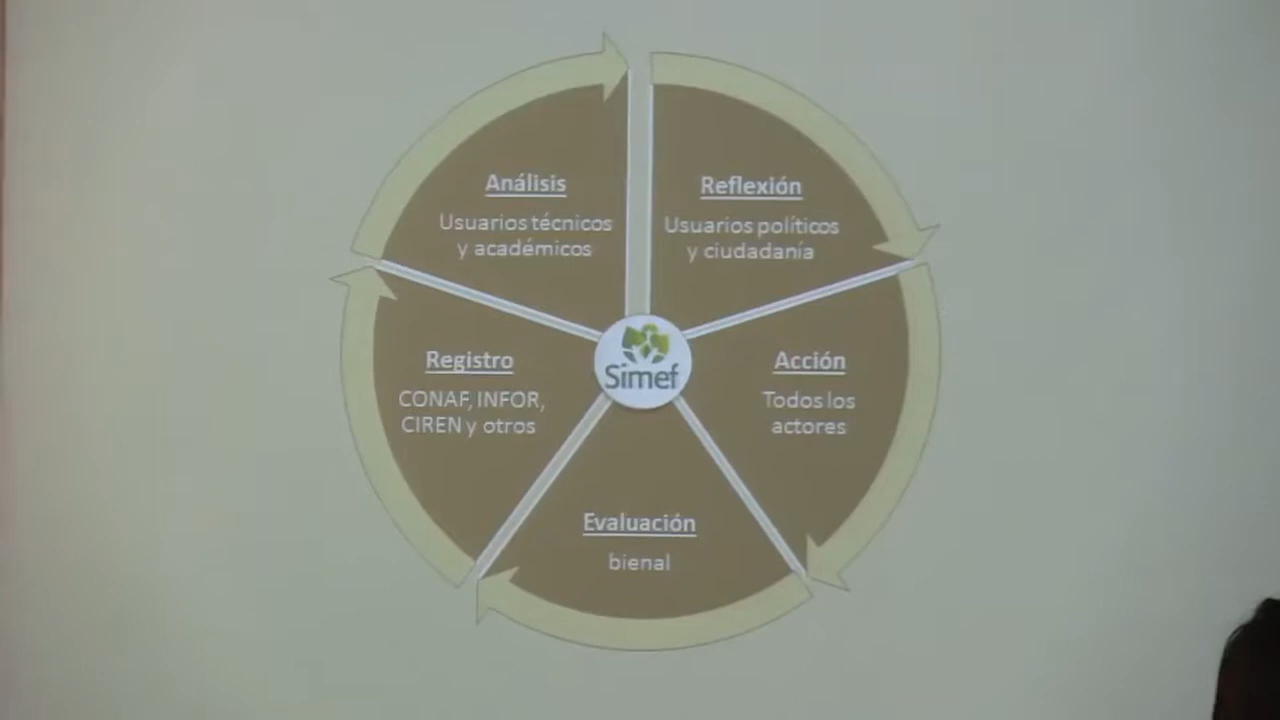 Análisis
Usuarios técnicos
y académicos
Reflexión
Usuarios políticos
y ciudadanía
Registro
CONAF, INFOR,
CIREN y otros
Simef
Acción
Todos los
actores
Evaluación
bienal